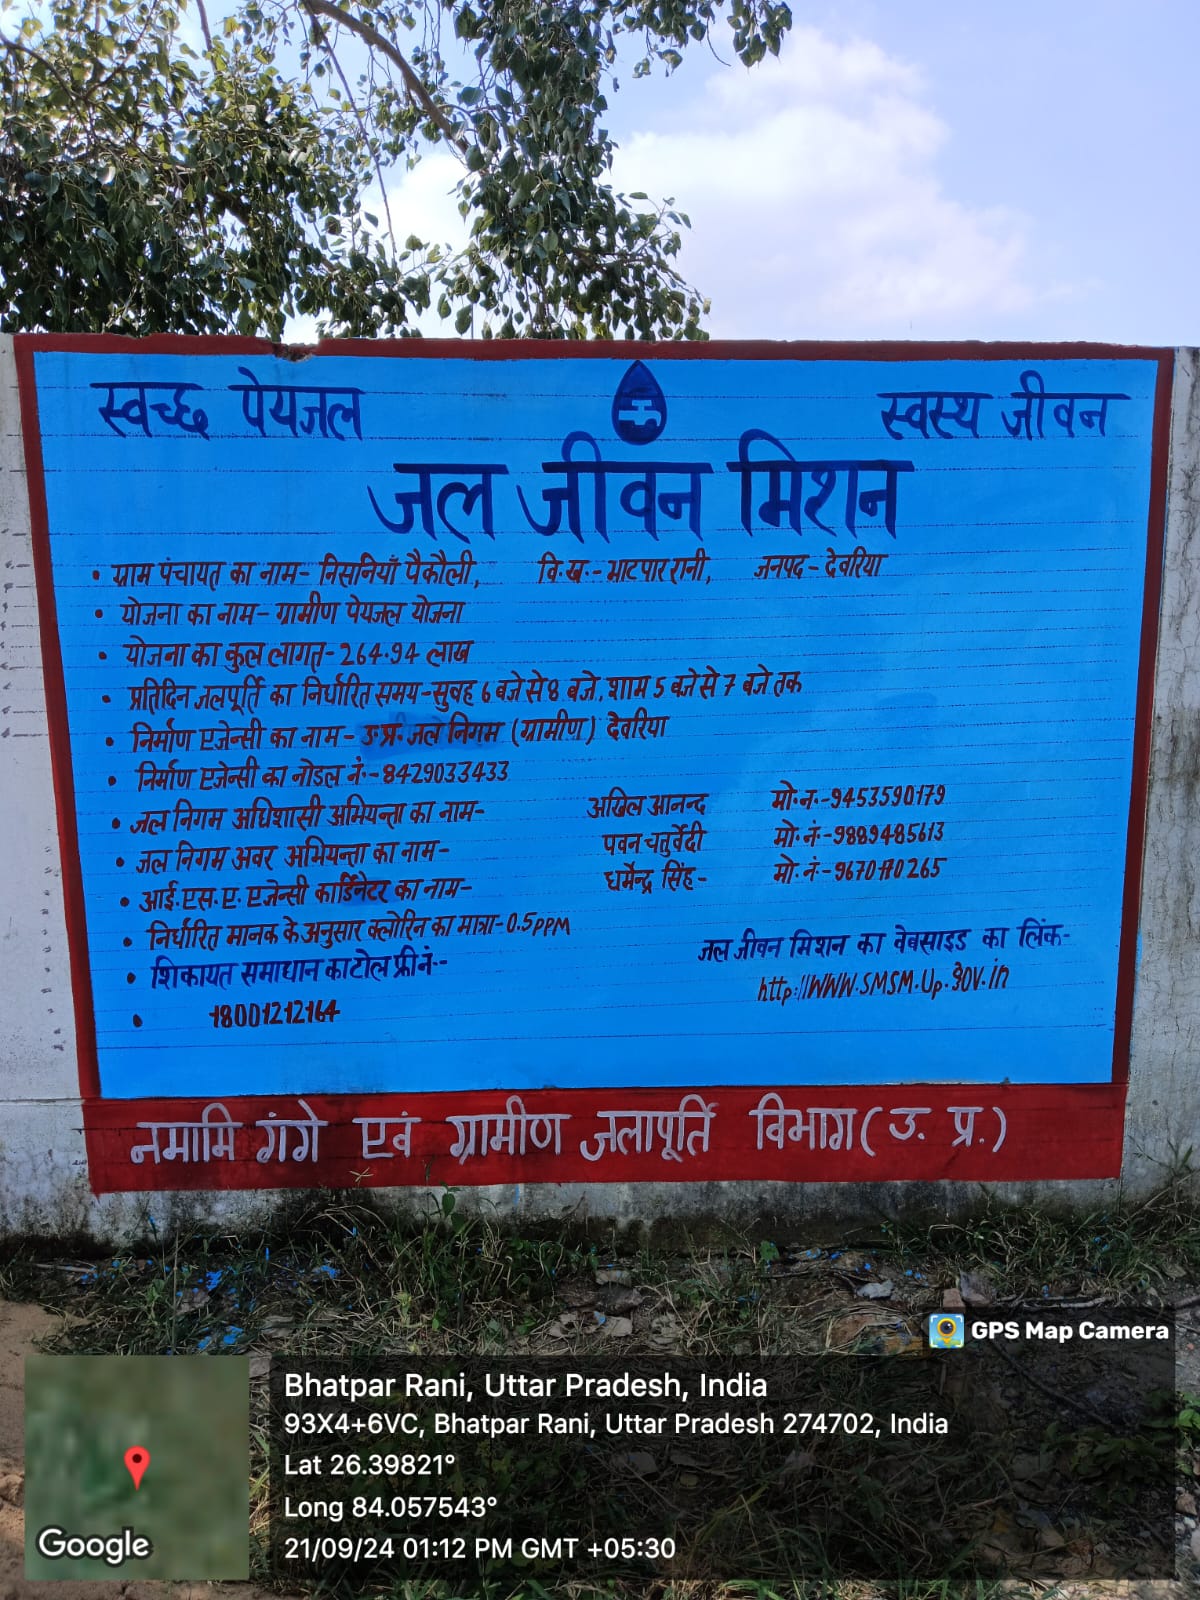 स्वच्छ पेयजल
स्वस्थ जीवन
जल जीवन मिशन
• ग्राम पंचायत का नाम- निसनियाँ पैकौली, वि.ख.:- भाटपार रानी, जनपद - देवरिया
• योजना का नाम- ग्रामीण पेयजल योजना
• योजना का कुल लागत- 264.94 लाख
• प्रतिदिन जलपूर्ति का निर्धारित समय-सुवह 6 बजे से 8 बजे, शाम 5 बजे से 7 बजे तक
• निर्माण एजेन्सी का नाम- उ.प्र. जल निगम (ग्रामीण) देवरिया
• निर्माण एजेन्सी का नोडल नं.-8429033433
• जल निगम अधिशासी अभियन्ता का नाम- अखिल आनन्द मो.न.-9453590179
• जल निगम अवर अभियन्ता का नाम- पवन चतुर्वेदी मो.नं.-9889485613
• आई.एस.ए. एजेन्सी कार्डिनेटर का नाम- धर्मेन्द्र सिंह- मो.नं.-9670170265
• निर्धारित मानक के अनुसार क्लोरिन का मात्रा-0.5PPM
• शिकायत समाधान का टोल फ्री नं.-
• 18001212164
जल जीवन मिशन का वेबसाइड का लिंक-
http://WWW.SMSM.Up.gov.in
नमामि गंगे एवं ग्रामीण जलापूर्ति विभाग (उ. प्र.)
GPS Map Camera
Bhatpar Rani, Uttar Pradesh, India
93X4+6VC, Bhatpar Rani, Uttar Pradesh 274702, India
Lat 26.39821°
Long 84.057543°
21/09/24 01:12 PM GMT +05:30
Google